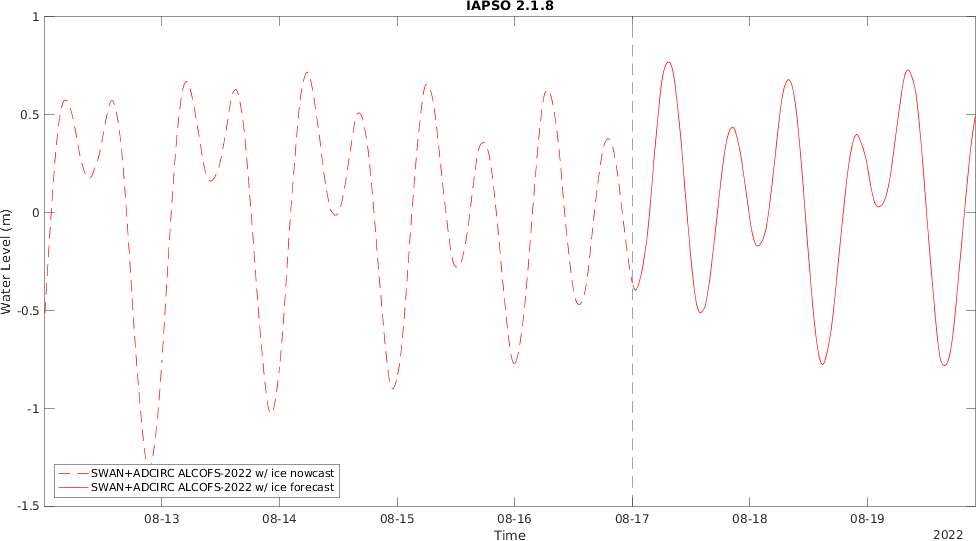 IAPSO 2.1.8
Water Level (m)
1
0.5
0
-0.5
-1
-1.5
SWAN+ADCIRC ALCOFS-2022 w/ ice nowcast
SWAN+ADCIRC ALCOFS-2022 w/ ice forecast
08-13 08-14 08-15 08-16 08-17 08-18 08-19
Time
2022